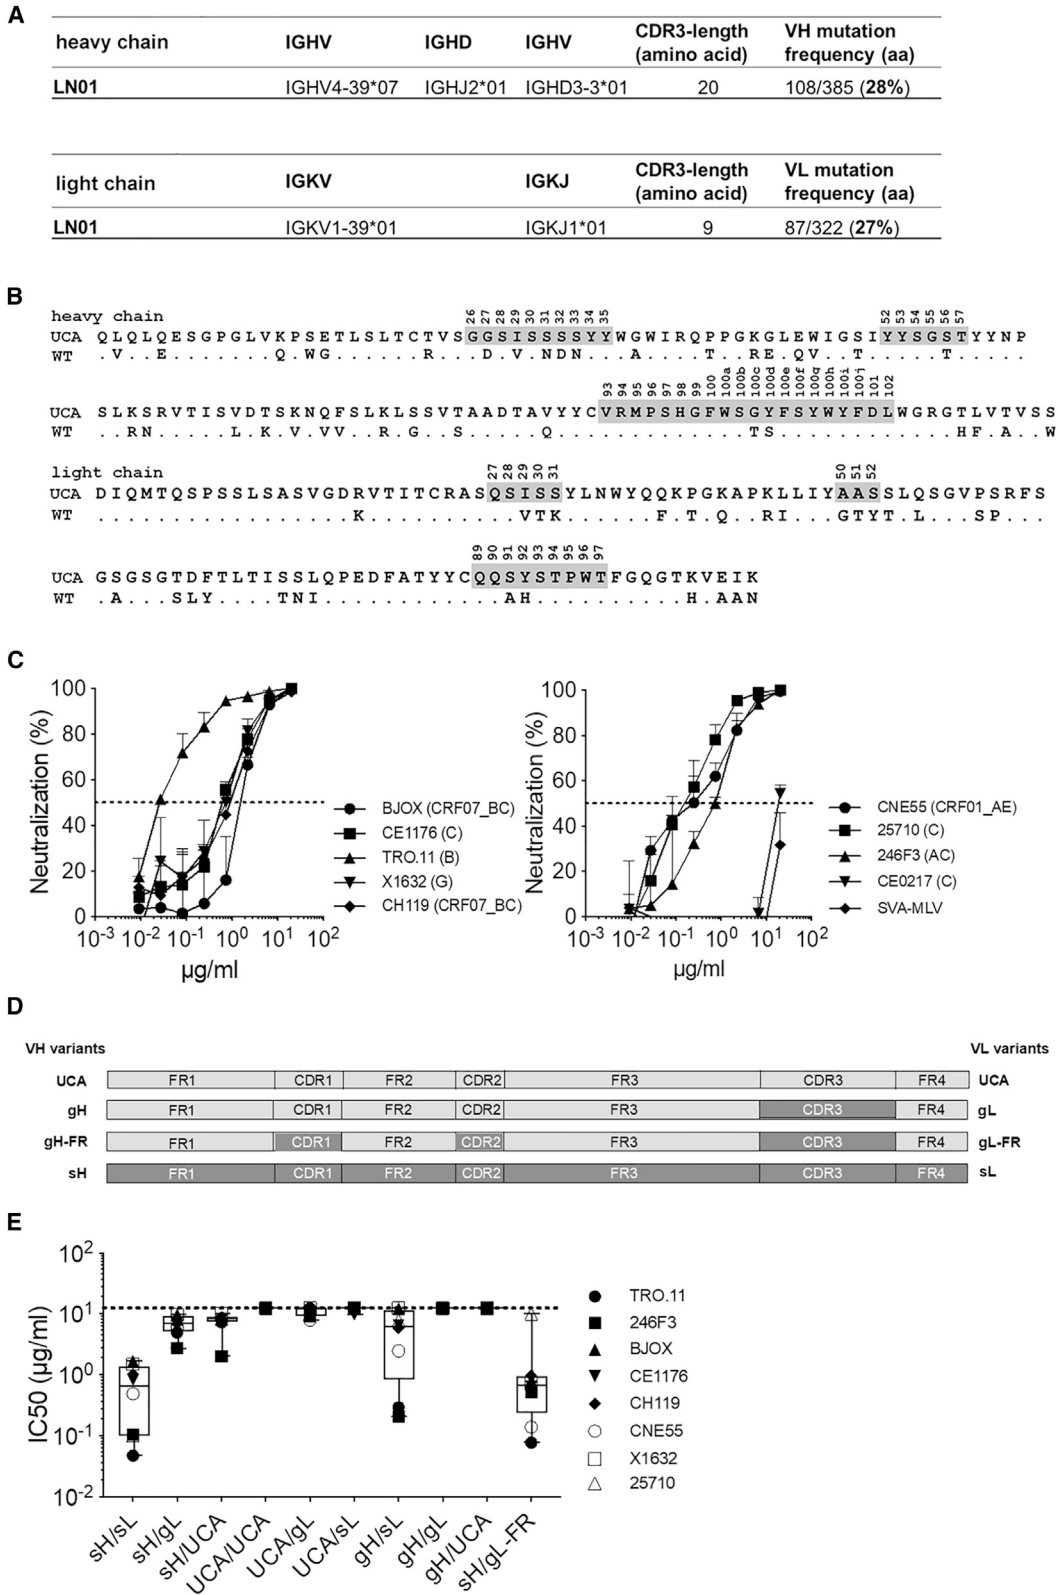 A
heavy chain IGHV IGHD IGHV CDR3-length (amino acid) VH mutation frequency (aa)
LN01 IGHV4-39*07 IGHJ2*01 IGHD3-3*01 20 108/385 (28%)
light chain IGKV IGKJ CDR3-length (amino acid) VL mutation frequency (aa)
LN01 IGKV1-39*01 IGKJ1*01 9 87/322 (27%)
B
heavy chain
26 27 28 29 30 31 32 33 34 35 52 53 54 55 56 57
UCA QLQLQESGPGLVKPSETLSLTCTVSGGSISSSSYYWGWIRQPPGKGLEWIGSIYYSGSTYYNP
WT .V..E.......Q.WG......R...D.V.NDN...A....T..RE.QV..T.....T.....
93 94 95 96 97 98 99 100 100a 100b 100c 100d 100e 100f 100g 100h 100i 100j 101 102
UCA SLKSRVTISVDTSKNQFSLKLSSVTAADTAVYYCVRMPSHGFWSGYFSYWYFDLWGRGTLVTVSS
WT ..RN.....L.K.V.VV..R.G..S.....Q.............TS...........HF.A..W
light chain
27 28 29 30 31 50 51 52
UCA DIQMTQSPSSLSASVGDRVTITCRASQSISSYLNWYQQKPGKAPKLLIYAASSLQSGVPSRFS
WT .................K..........VTK......F.T.Q..RI...GTYT.L...SP...
89 90 91 92 93 94 95 96 97
UCA GSGSGTDFTLTISSLQPEDFATYYCQQSYSTPWTFGQGTKVEIK
WT .A...SLY....TNI............AH..........H.AAN
C
Neutralization (%)
100
80
60
40
20
0
10-3 10-2 10-1 100 101 102
µg/ml
BJOX (CRF07_BC)
CE1176 (C)
TRO.11 (B)
X1632 (G)
CH119 (CRF07_BC)
Neutralization (%)
100
80
60
40
20
0
10-3 10-2 10-1 100 101 102
µg/ml
CNE55 (CRF01_AE)
25710 (C)
246F3 (AC)
CE0217 (C)
SVA-MLV
D
VH variants VL variants
UCA FR1 CDR1 FR2 CDR2 FR3 CDR3 FR4 UCA
gH FR1 CDR1 FR2 CDR2 FR3 CDR3 FR4 gL
gH-FR FR1 CDR1 FR2 CDR2 FR3 CDR3 FR4 gL-FR
sH FR1 CDR1 FR2 CDR2 FR3 CDR3 FR4 sL
E
IC50 (µg/ml)
102
101
100
10-1
10-2
sH/sL
sH/gL
sH/UCA
UCA/UCA
UCA/gL
UCA/sL
gH/sL
gH/gL
gH/UCA
sH/gL-FR
TRO.11
246F3
BJOX
CE1176
CH119
CNE55
X1632
25710